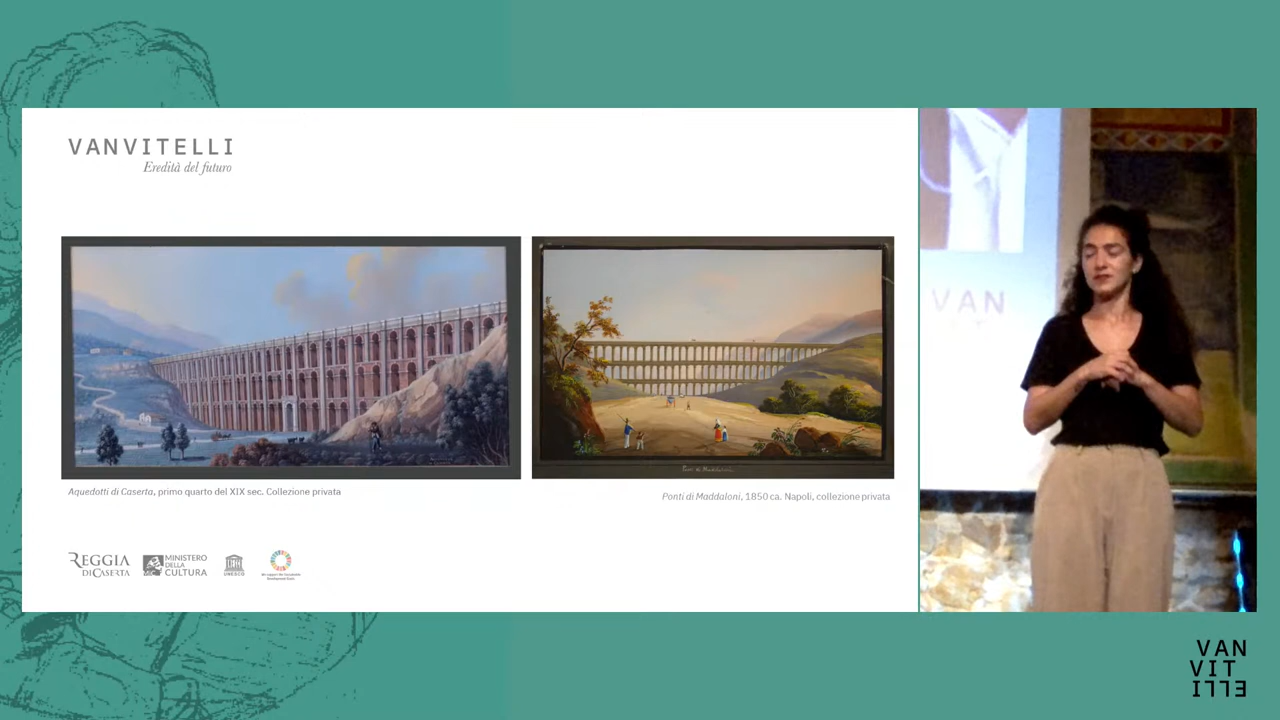 VANVITELLI
Eredità del futuro
Aquedotti di Caserta, primo quarto del XIX sec. Collezione privata
Ponti di Maddaloni, 1850 ca. Napoli, collezione privata
REGGIA
DI CASERTA
MINISTERO
DELLA
CULTURA
UNESCO
VAN
VAN
VIT
ELLI